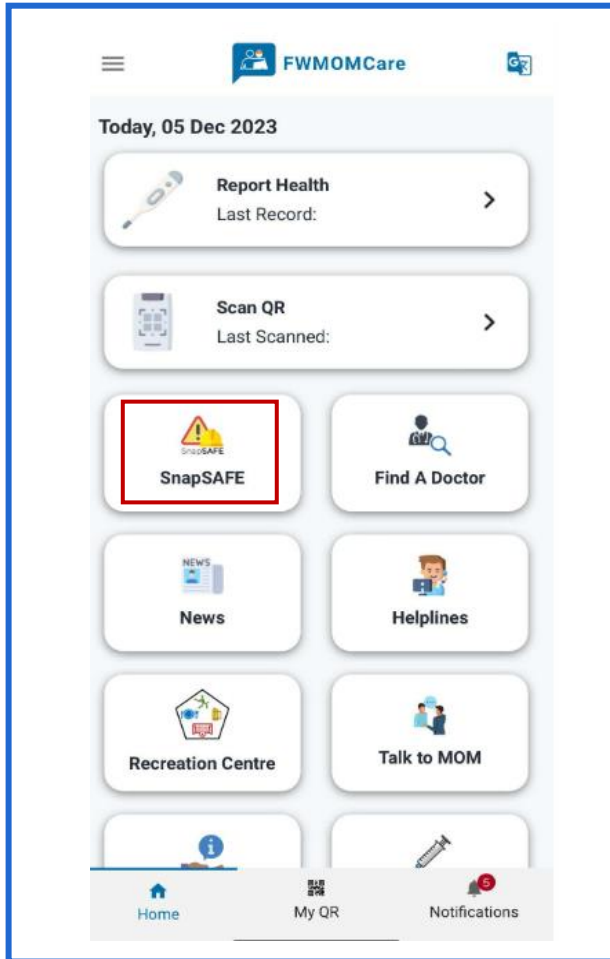 FWMOMCare
Today, 05 Dec 2023
Report Health
Last Record:
Scan QR
Last Scanned:
SnapSAFE
SnapSAFE
Find A Doctor
NEWS
News
Helplines
Recreation Centre
Talk to MOM
5
Home
My QR
Notifications